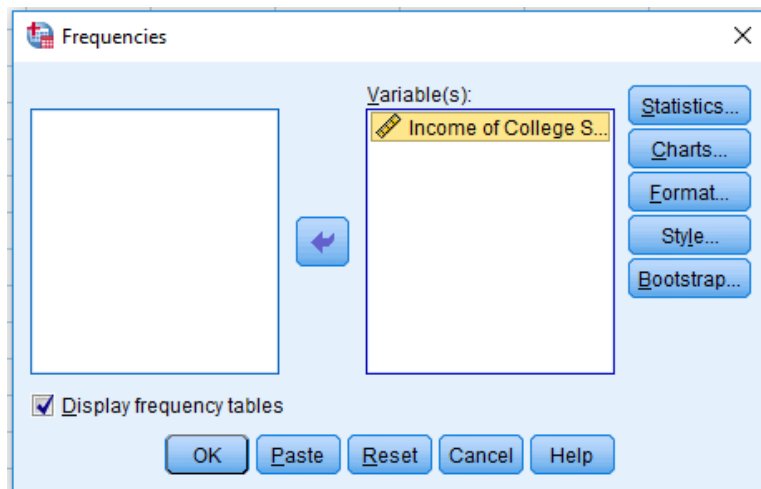 Frequencies
Variable(s):
Income of College S...
Statistics...
Charts...
Format...
Style...
Bootstrap...
Display frequency tables
OK Paste Reset Cancel Help